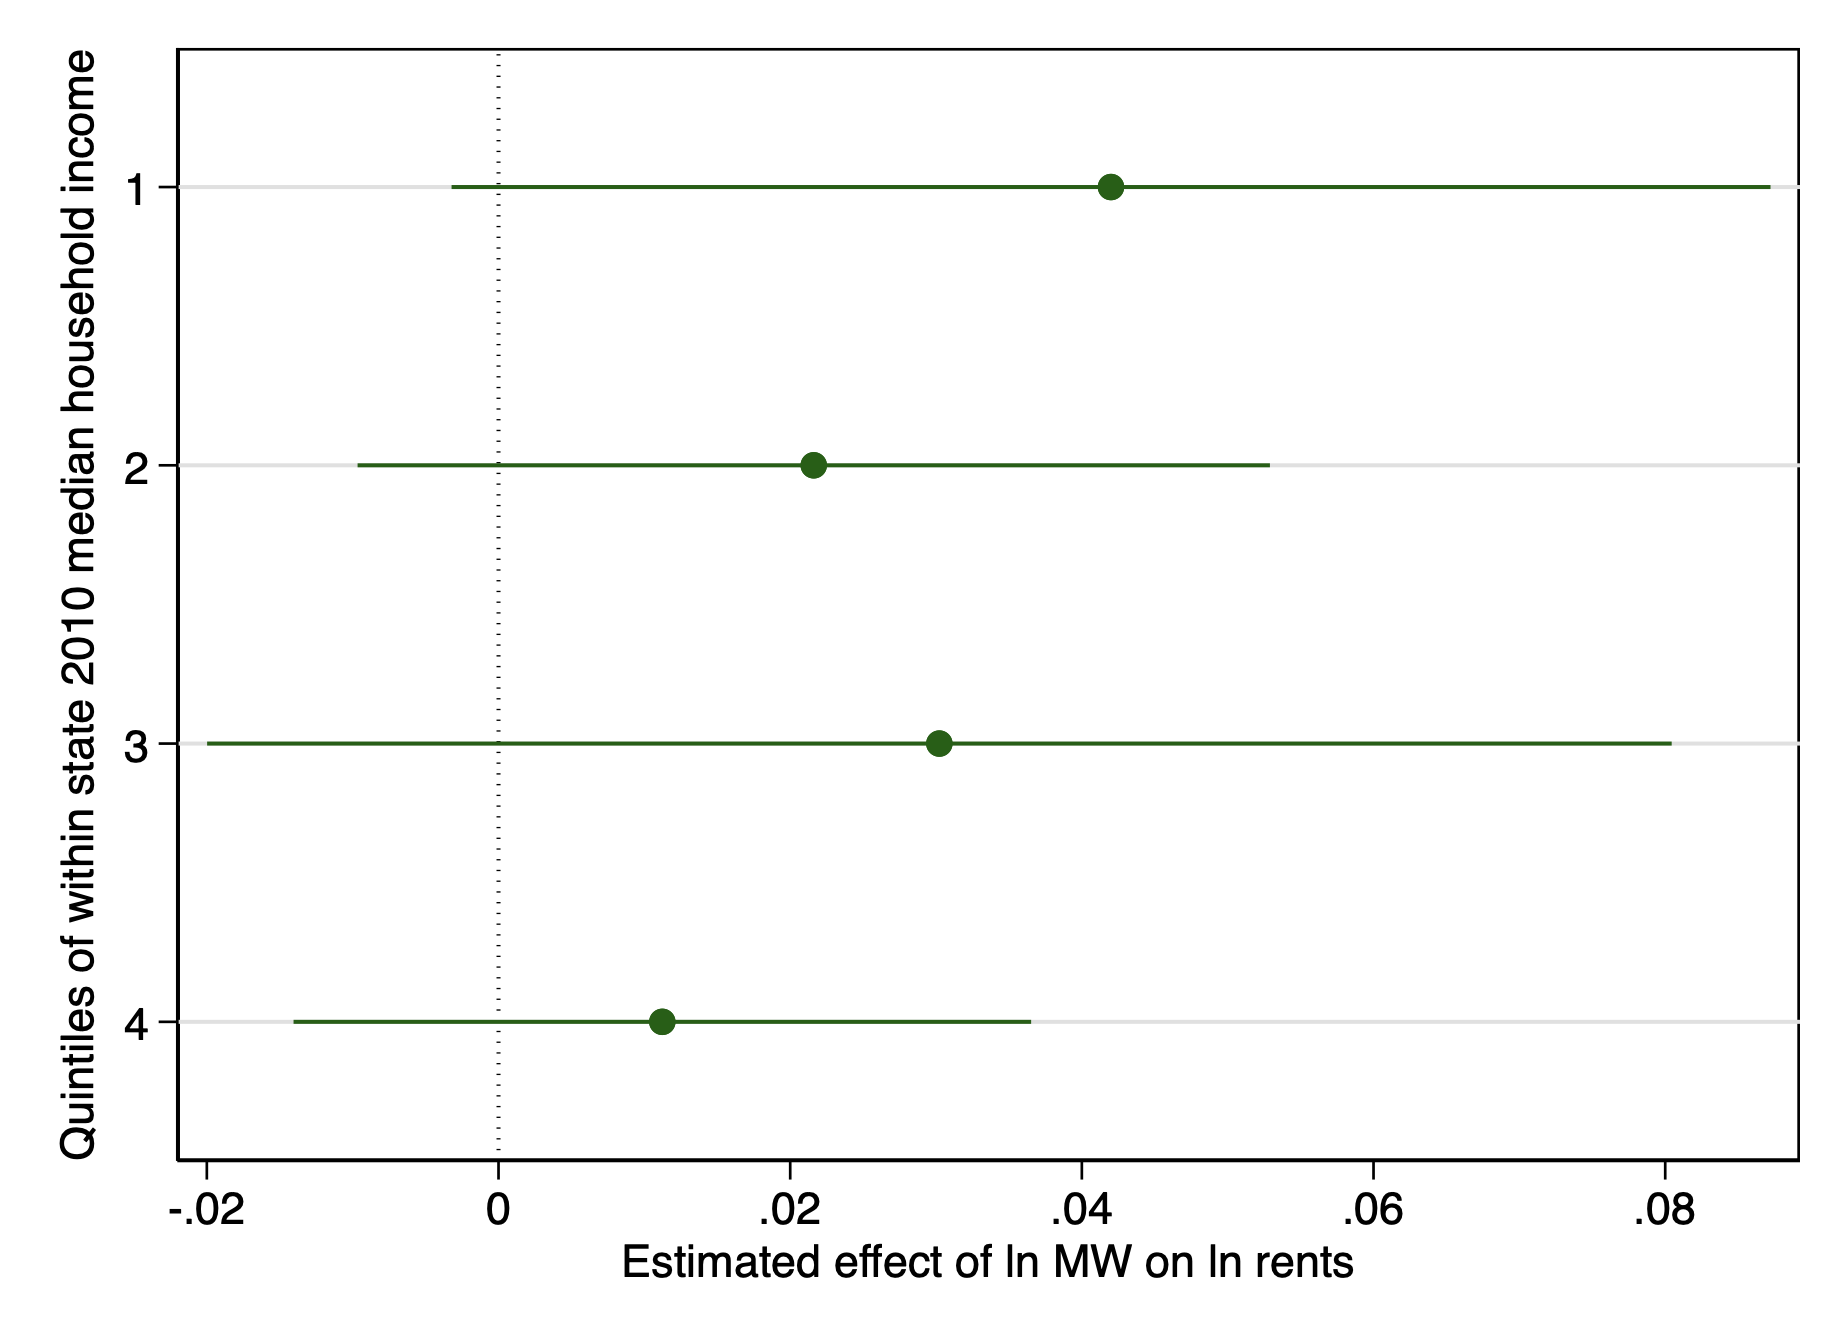 Quintiles of within state 2010 median household income
1
2
3
4
-.02 0 .02 .04 .06 .08
Estimated effect of ln MW on ln rents